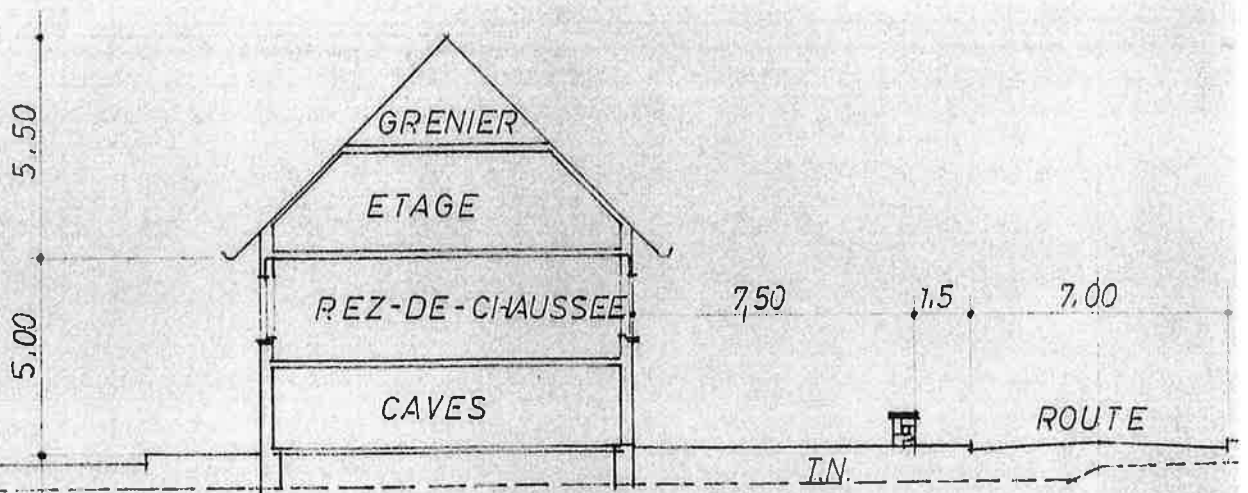 5,50
GRENIER
ETAGE
REZ-DE-CHAUSSEE
7,50
1,5
7,00
5,00
CAVES
ROUTE
T.N.